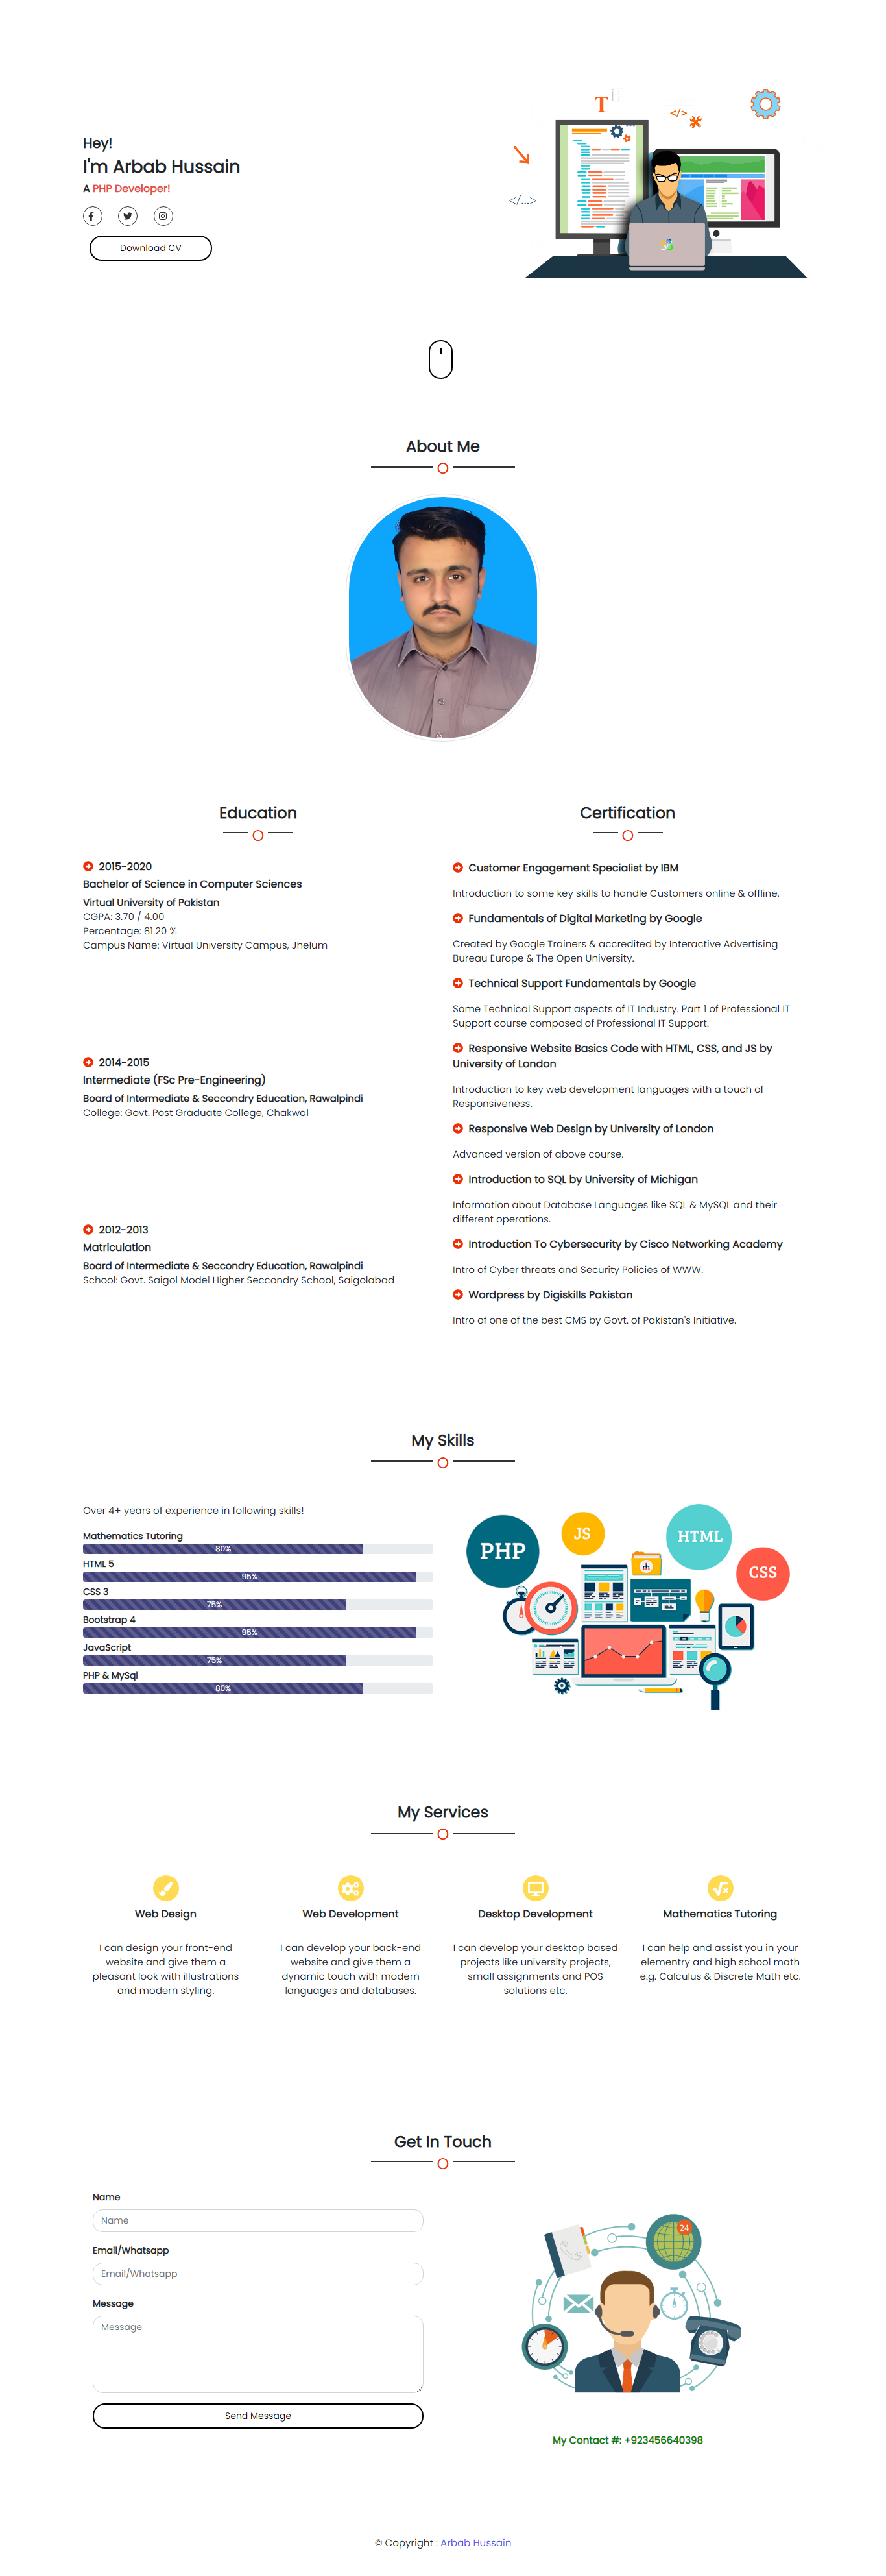 T
</>
</...>
Hey!
I'm Arbab Hussain
A PHP Developer!
Download CV
About Me
Education
2015-2020
Bachelor of Science in Computer Sciences
Virtual University of Pakistan
CGPA: 3.70 / 4.00
Percentage: 81.20 %
Campus Name: Virtual University Campus, Jhelum
2014-2015
Intermediate (FSc Pre-Engineering)
Board of Intermediate & Seccondry Education, Rawalpindi
College: Govt. Post Graduate College, Chakwal
2012-2013
Matriculation
Board of Intermediate & Seccondry Education, Rawalpindi
School: Govt. Saigol Model Higher Seccondry School, Saigolabad
Certification
Customer Engagement Specialist by IBM
Introduction to some key skills to handle Customers online & offline.
Fundamentals of Digital Marketing by Google
Created by Google Trainers & accredited by Interactive Advertising
Bureau Europe & The Open University.
Technical Support Fundamentals by Google
Some Technical Support aspects of IT Industry. Part 1 of Professional IT
Support course composed of Professional IT Support.
Responsive Website Basics Code with HTML, CSS, and JS by
University of London
Introduction to key web development languages with a touch of
Responsiveness.
Responsive Web Design by University of London
Advanced version of above course.
Introduction to SQL by University of Michigan
Information about Database Languages like SQL & MySQL and their
different operations.
Introduction To Cybersecurity by Cisco Networking Academy
Intro of Cyber threats and Security Policies of WWW.
Wordpress by Digiskills Pakistan
Intro of one of the best CMS by Govt. of Pakistan's Initiative.
My Skills
Over 4+ years of experience in following skills!
Mathematics Tutoring
80%
HTML 5
95%
CSS 3
75%
Bootstrap 4
95%
JavaScript
75%
PHP & MySql
80%
PHP
JS
HTML
CSS
My Services
Web Design
I can design your front-end
website and give them a
pleasant look with illustrations
and modern styling.
Web Development
I can develop your back-end
website and give them a
dynamic touch with modern
languages and databases.
Desktop Development
I can develop your desktop based
projects like university projects,
small assignments and POS
solutions etc.
Mathematics Tutoring
I can help and assist you in your
elementry and high school math
e.g. Calculus & Discrete Math etc.
Get In Touch
Name
Name
Email/Whatsapp
Email/Whatsapp
Message
Message
Send Message
24
My Contact #: +923456640398
© Copyright : Arbab Hussain